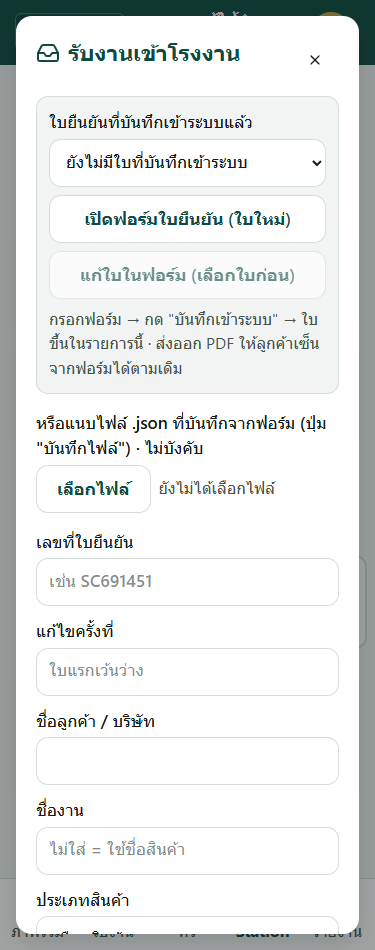 รับงานเข้าโรงงาน
×
ใบยืนยันที่บันทึกเข้าระบบแล้ว
ยังไม่มีใบที่บันทึกเข้าระบบ
เปิดฟอร์มใบยืนยัน (ใบใหม่)
แก้ใบในฟอร์ม (เลือกใบก่อน)
กรอกฟอร์ม → กด "บันทึกเข้าระบบ" → ใบ
ขึ้นในรายการนี้ · ส่งออก PDF ให้ลูกค้าเซ็น
จากฟอร์มได้ตามเดิม
หรือแนบไฟล์ .json ที่บันทึกจากฟอร์ม (ปุ่ม
"บันทึกไฟล์") · ไม่บังคับ
เลือกไฟล์ ยังไม่ได้เลือกไฟล์
เลขที่ใบยืนยัน
เช่น SC691451
แก้ไขครั้งที่
ใบแรกเว้นว่าง
ชื่อลูกค้า / บริษัท
ชื่องาน
ไม่ใส่ = ใช้ชื่อสินค้า
ประเภทสินค้า